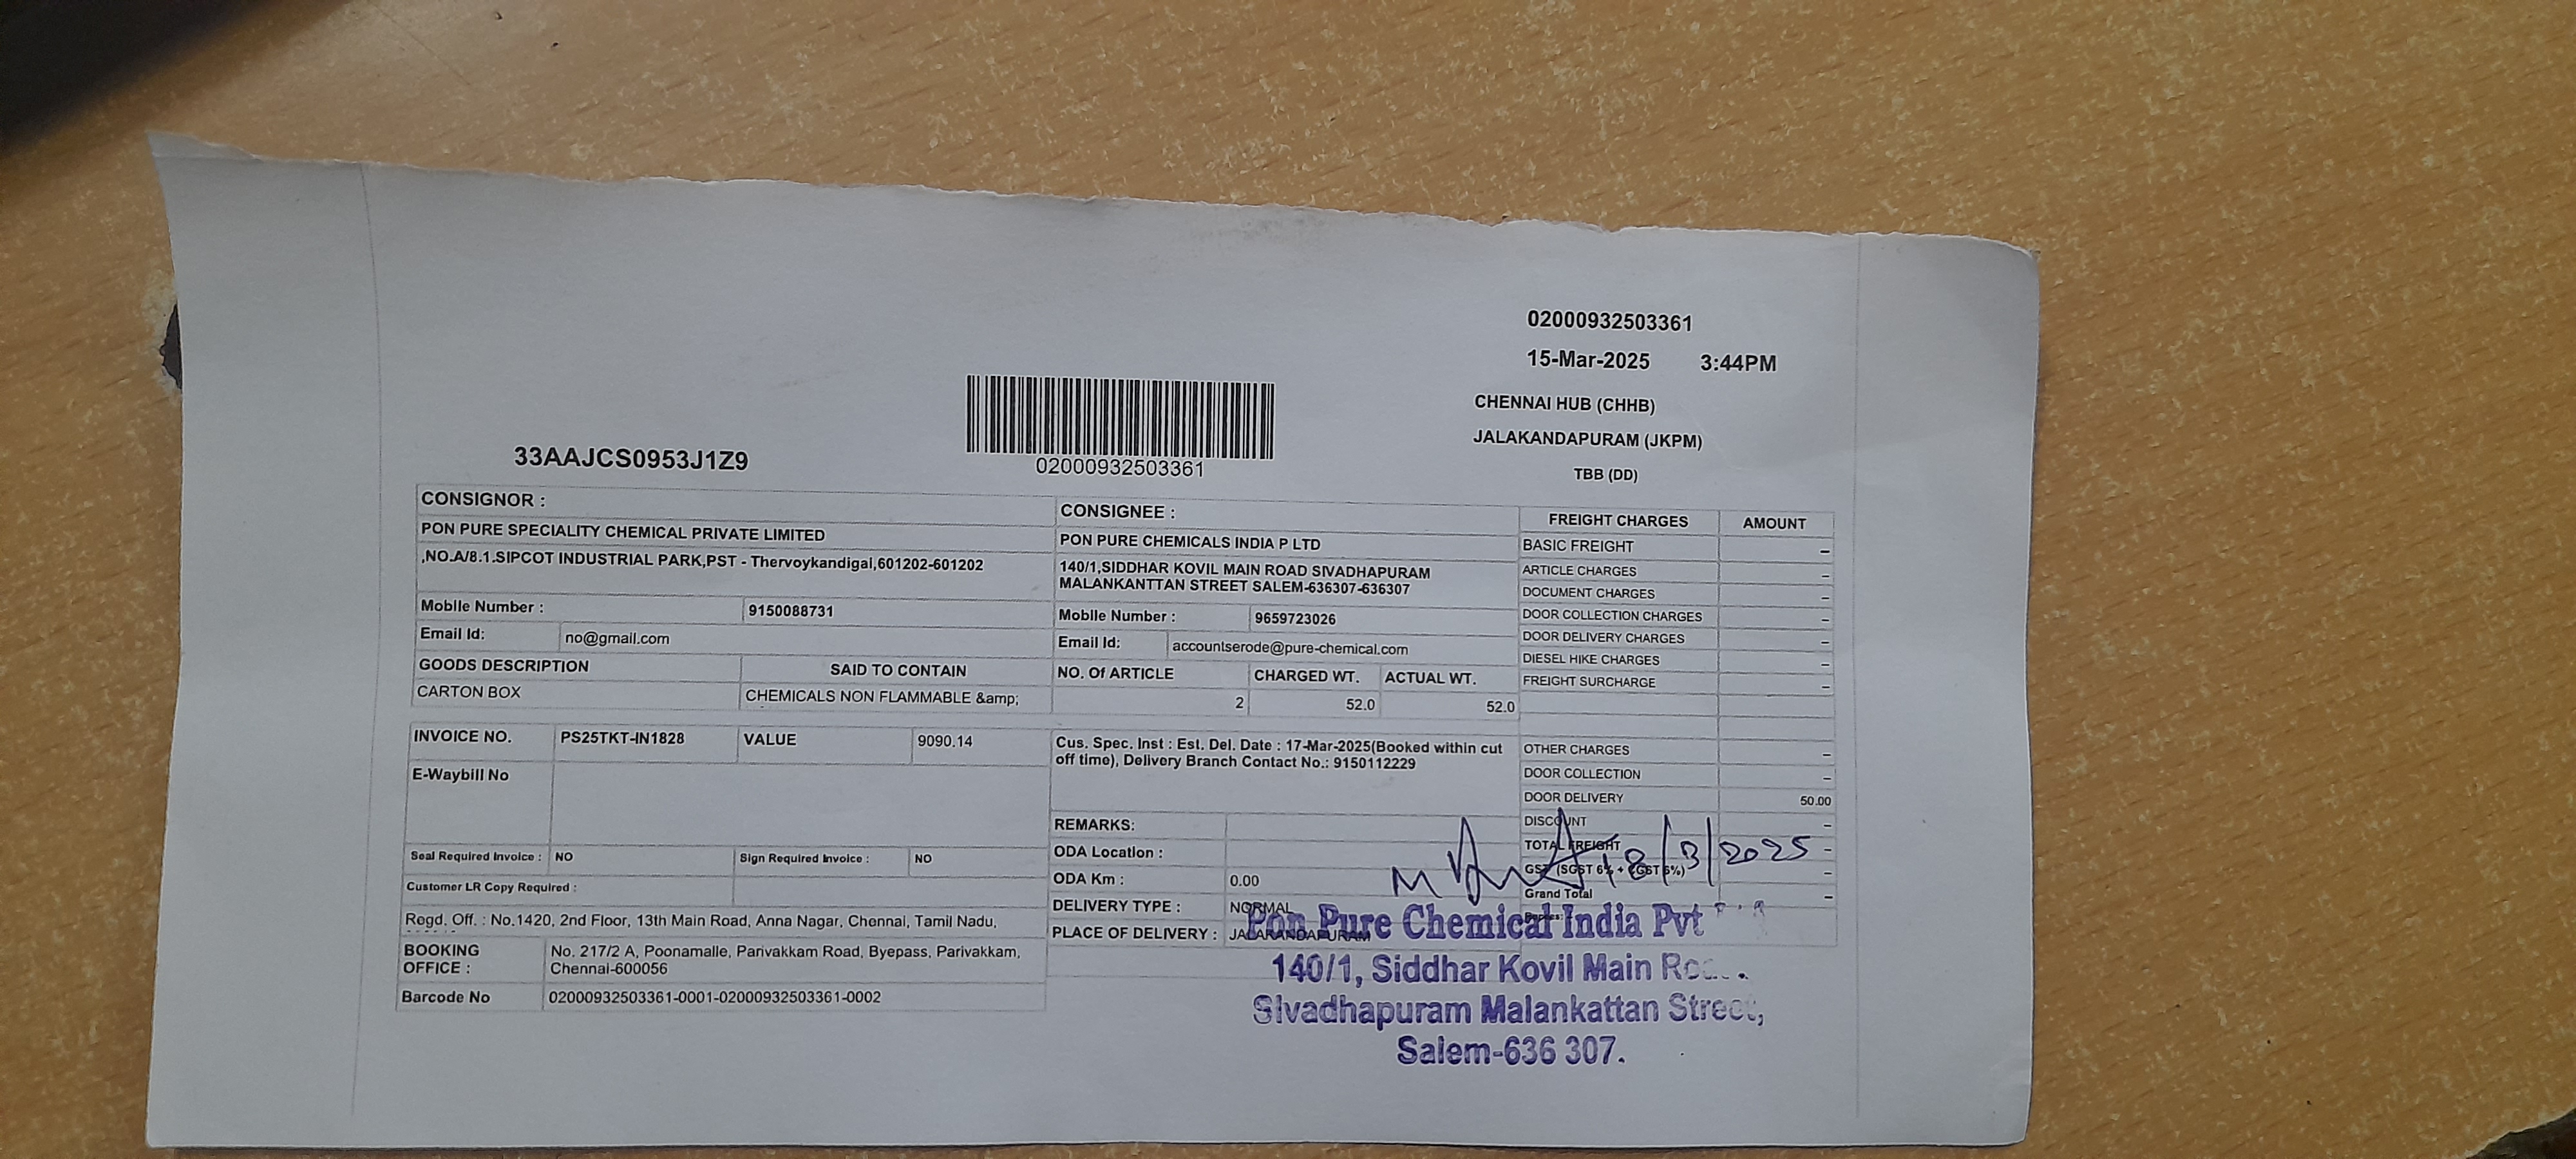 02000932503361
15-Mar-2025 3:44PM
CHENNAI HUB (CHHB)
JALAKANDAPURAM (JKPM)
TBB (DD)
33AAJCS0953J1Z9
02000932503361
CONSIGNOR :
PON PURE SPECIALITY CHEMICAL PRIVATE LIMITED
,NO.A/8.1.SIPCOT INDUSTRIAL PARK,PST - Thervoykandigal,601202-601202
Mobile Number : 9150088731
Email Id: no@gmail.com
GOODS DESCRIPTION SAID TO CONTAIN
CARTON BOX CHEMICALS NON FLAMMABLE &amp;
CONSIGNEE :
PON PURE CHEMICALS INDIA P LTD
140/1,SIDDHAR KOVIL MAIN ROAD SIVADHAPURAM
MALANKANTTAN STREET SALEM-636307-636307
Mobile Number : 9659723026
Email Id: accountserode@pure-chemical.com
NO. Of ARTICLE CHARGED WT. ACTUAL WT.
2 52.0 52.0
FREIGHT CHARGES AMOUNT
BASIC FREIGHT –
ARTICLE CHARGES –
DOCUMENT CHARGES –
DOOR COLLECTION CHARGES –
DOOR DELIVERY CHARGES –
DIESEL HIKE CHARGES –
FREIGHT SURCHARGE –
OTHER CHARGES –
DOOR COLLECTION –
DOOR DELIVERY 50.00
DISCOUNT –
TOTAL FREIGHT –
GST (SGST 6% + CGST 6%) –
Grand Total –
INVOICE NO. PS25TKT-IN1828 VALUE 9090.14
E-Waybill No
Seal Required Invoice : NO Sign Required Invoice : NO
Customer LR Copy Required :
Regd. Off. : No.1420, 2nd Floor, 13th Main Road, Anna Nagar, Chennai, Tamil Nadu,
BOOKING OFFICE : No. 217/2 A, Poonamalle, Parivakkam Road, Byepass, Parivakkam,
Chennai-600056
Barcode No 02000932503361-0001-02000932503361-0002
Cus. Spec. Inst : Est. Del. Date : 17-Mar-2025(Booked within cut
off time), Delivery Branch Contact No.: 9150112229
REMARKS:
ODA Location :
ODA Km : 0.00
DELIVERY TYPE : NORMAL
PLACE OF DELIVERY : JALAKANDAPURAM
18/3/2025
Pon Pure Chemical India Pvt
140/1, Siddhar Kovil Main
Sivadhapuram Malankattan Street,
Salem-636 307.